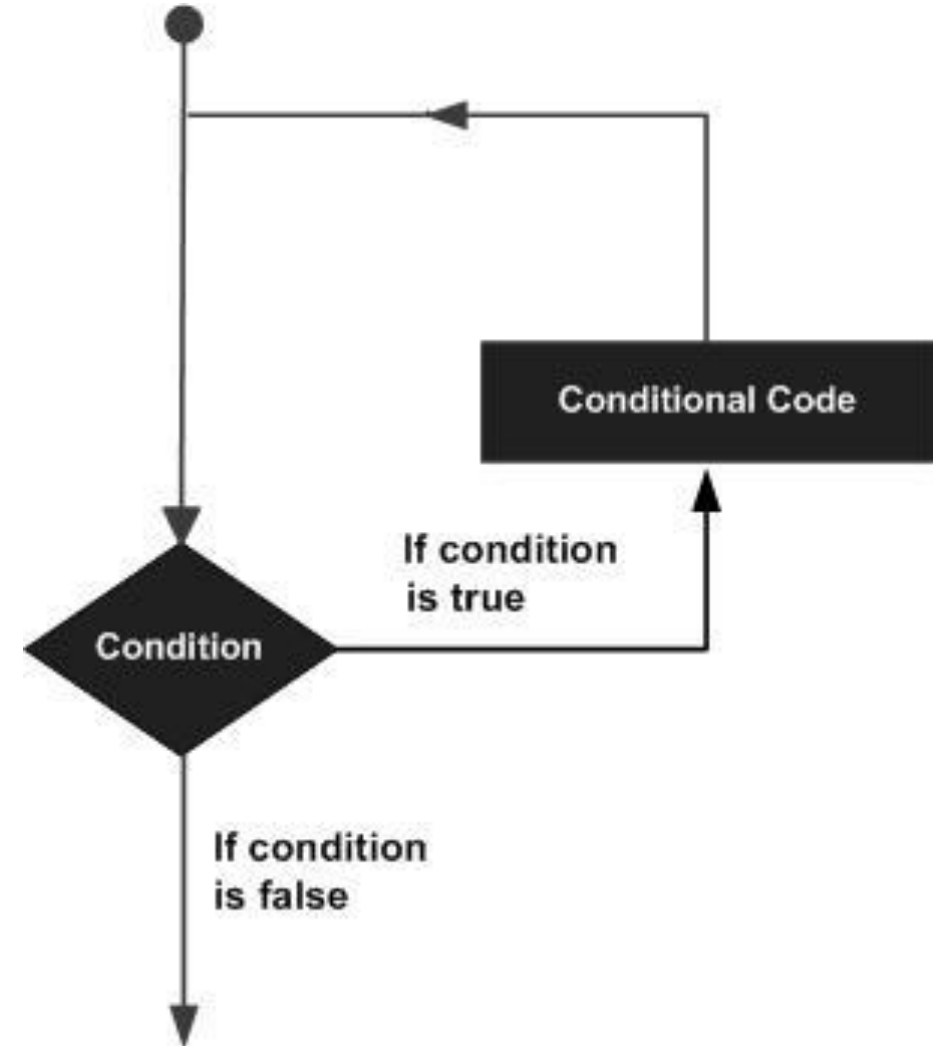 Conditional Code
If condition
is true
Condition
If condition
is false